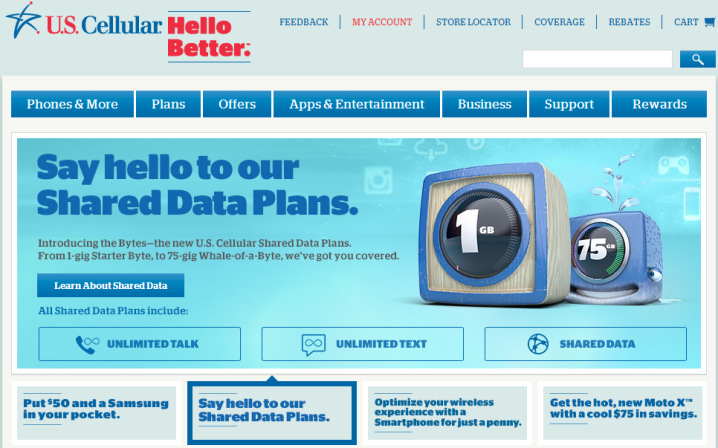 U.S. Cellular.
Hello
Better.
FEEDBACK
MY ACCOUNT
STORE LOCATOR
COVERAGE
REBATES
CART
Phones & More
Plans
Offers
Apps & Entertainment
Business
Support
Rewards
Say hello to our
Shared Data Plans.
Introducing the Bytes—the new U.S. Cellular Shared Data Plans.
From 1-gig Starter Byte, to 75-gig Whale-of-a-Byte, we've got you covered.
Learn About Shared Data
1 GB
75 GB
All Shared Data Plans include:
UNLIMITED TALK
UNLIMITED TEXT
SHARED DATA
Put $50 and a Samsung
in your pocket.
Say hello to our
Shared Data Plans.
Optimize your wireless
experience with a
Smartphone for just a penny.
Get the hot, new Moto X™
with a cool $75 in savings.